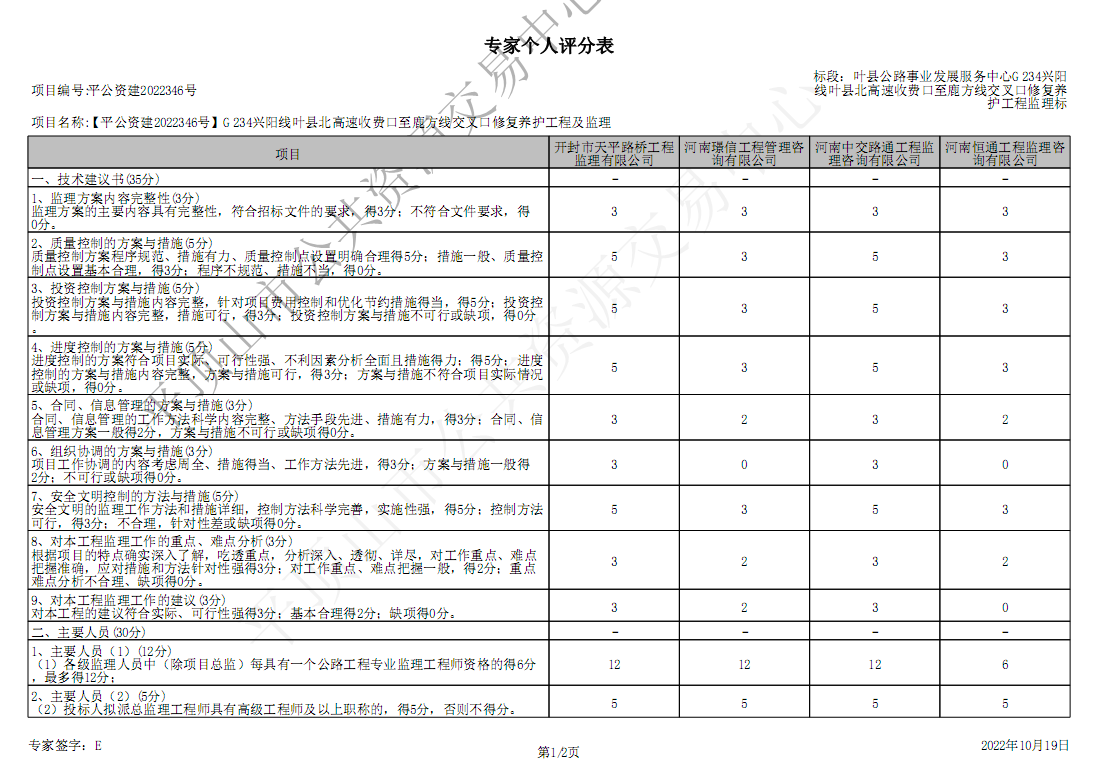 专家个人评分表
项目编号:平公资建2022346号
标段：叶县公路事业发展服务中心G234兴阳
线叶县北高速收费口至鹿方线交叉口修复养
护工程监理标
项目名称:【平公资建2022346号】G234兴阳线叶县北高速收费口至鹿方线交叉口修复养护工程及监理
项目 开封市天平路桥工程 河南璟信工程管理咨 河南中交路通工程监 河南恒通工程监理咨
监理有限公司 询有限公司 理咨询有限公司 询有限公司
一、技术建议书(35分) - - - -
1、监理方案内容完整性(3分)
监理方案的主要内容具有完整性，符合招标文件的要求，得3分；不符合文件要求，得 3 3 3 3
0分。
2、质量控制的方案与措施(5分)
质量控制方案程序规范、措施有力、质量控制点设置明确合理得5分；措施一般、质量控 5 3 5 3
制点设置基本合理，得3分；程序不规范、措施不当，得0分。
3、投资控制方案与措施(5分)
投资控制方案与措施内容完整，针对项目费用控制和优化节约措施得当，得5分；投资控 5 3 5 3
制方案与措施内容完整，措施可行，得3分；投资控制方案与措施不可行或缺项，得0分
。
4、进度控制的方案与措施(5分)
进度控制的方案符合项目实际、可行性强、不利因素分析全面且措施得力；得5分；进度
控制的方案与措施内容完整，方案与措施可行，得3分；方案与措施不符合项目实际情况 5 3 5 3
或缺项，得0分。
5、合同、信息管理的方案与措施(3分)
合同、信息管理的工作方法科学内容完整、方法手段先进、措施有力，得3分；合同、信 3 2 3 2
息管理方案一般得2分，方案与措施不可行或缺项得0分。
6、组织协调的方案与措施(3分)
项目工作协调的内容考虑周全、措施得当、工作方法先进，得3分；方案与措施一般得 3 0 3 0
2分；不可行或缺项得0分。
7、安全文明控制的方法与措施(5分)
安全文明的监理工作方法和措施详细，控制方法科学完善，实施性强，得5分；控制方法 5 3 5 3
可行，得3分；不合理，针对性差或缺项得0分。
8、对本工程监理工作的重点、难点分析(3分)
根据项目的特点确实深入了解，吃透重点，分析深入、透彻、详尽，对工作重点、难点
把握准确，应对措施和方法针对性强得3分；对工作重点、难点把握一般，得2分；重点 3 2 3 2
难点分析不合理、缺项得0分。
9、对本工程监理工作的建议(3分)
对本工程的建议符合实际、可行性强得3分；基本合理得2分；缺项得0分。 3 2 3 0
二、主要人员(30分) - - - -
1、主要人员（1）(12分)
（1）各级监理人员中（除项目总监）每具有一个公路工程专业监理工程师资格的得6分 12 12 12 6
，最多得12分；
2、主要人员（2）(5分)
（2）投标人拟派总监理工程师具有高级工程师及以上职称的，得5分，否则不得分。 5 5 5 5
专家签字：E
第1/2页
2022年10月19日
平顶山市公共资源交易中心
平顶山市公共资源交易中心